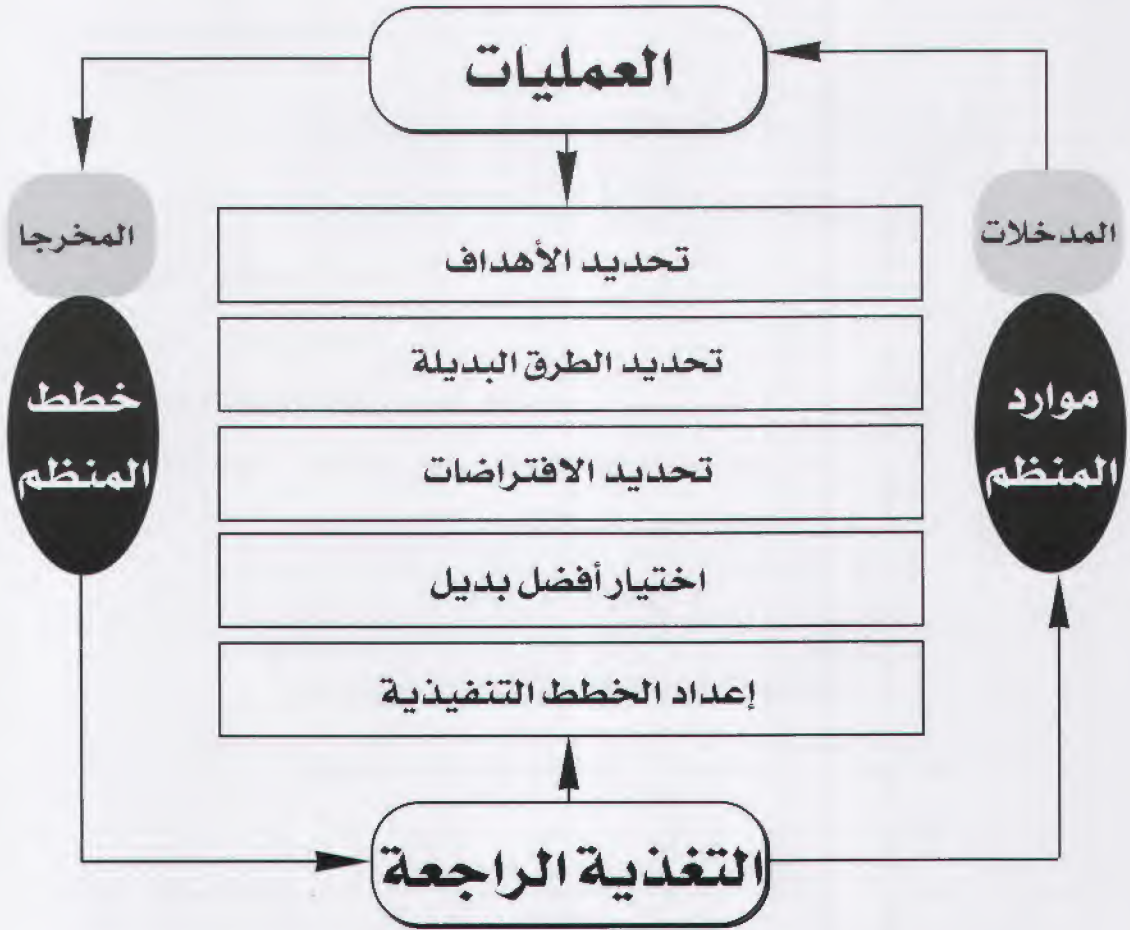 العمليات
المدخلات
موارد
المنظم
تحديد الأهداف
تحديد الطرق البديلة
تحديد الافتراضات
اختيار أفضل بديل
إعداد الخطط التنفيذية
المخرجا
خطط
المنظم
التغذية الراجعة